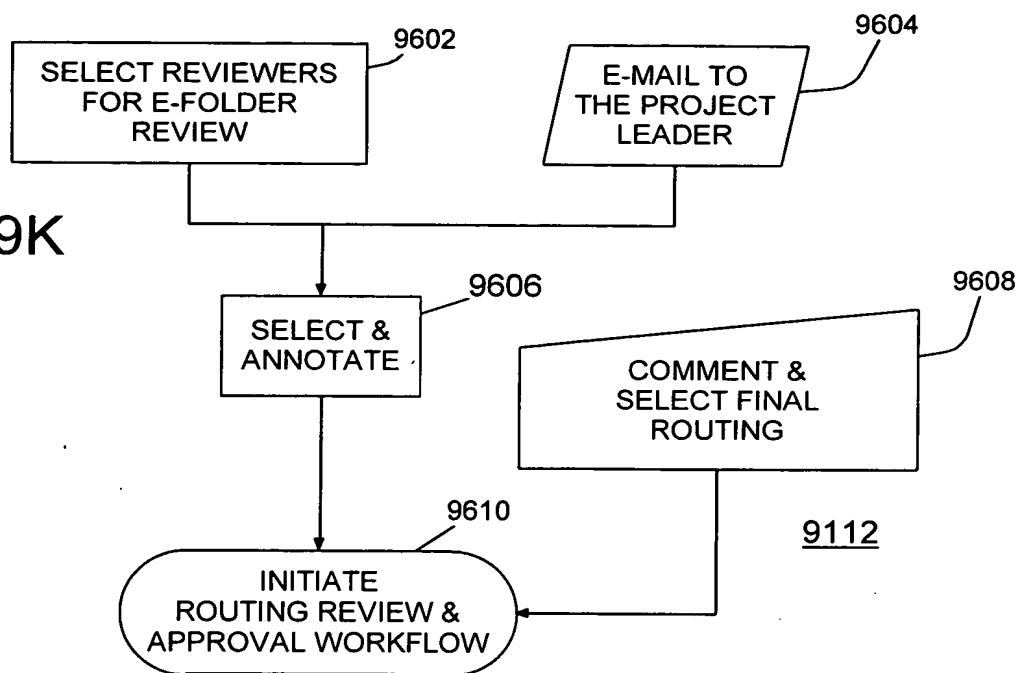 9602
SELECT REVIEWERS
FOR E-FOLDER
REVIEW
9604
E-MAIL TO
THE PROJECT
LEADER
9K
9606
SELECT &
ANNOTATE
9608
COMMENT &
SELECT FINAL
ROUTING
9610
INITIATE
ROUTING REVIEW &
APPROVAL WORKFLOW
9112